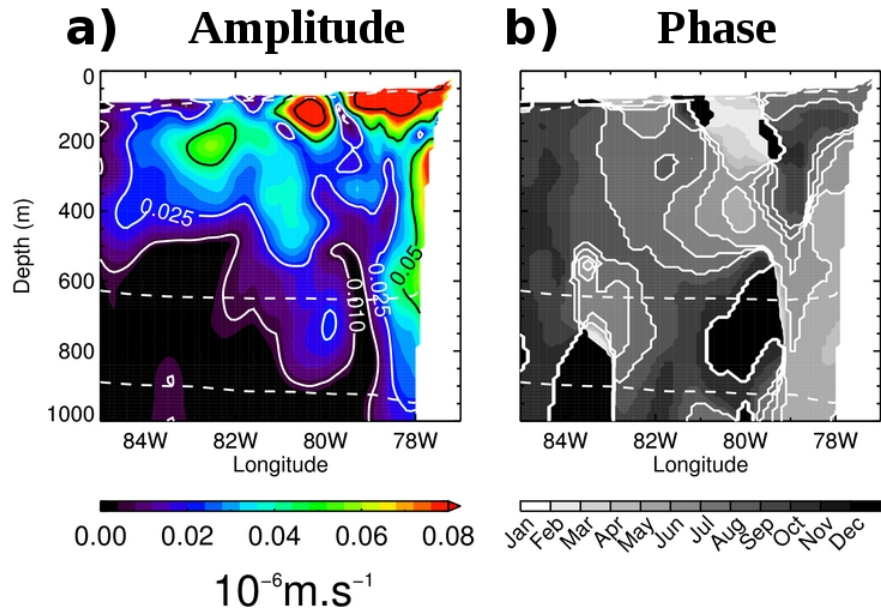 a) Amplitude
b) Phase
0
200
400
600
800
1000
Depth (m)
0.025
0.010
0.025
0.05
84W 82W 80W 78W
Longitude
84W 82W 80W 78W
Longitude
0.00 0.02 0.04 0.06 0.08
10⁻⁶m.s⁻¹
Jan Feb Mar Apr May Jun Jul Aug Sep Oct Nov Dec